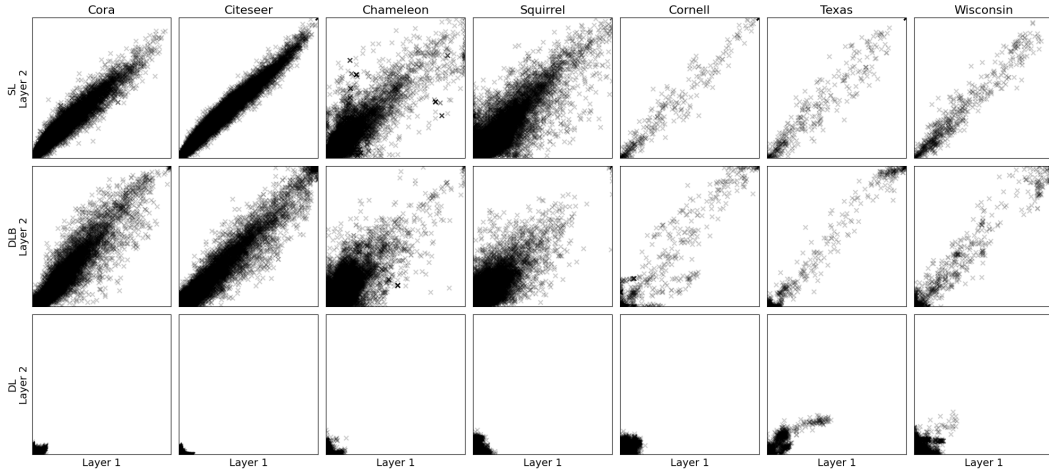 Cora
Citeseer
Chameleon
Squirrel
Cornell
Texas
Wisconsin
SL
Layer 2
DLB
Layer 2
DL
Layer 2
Layer 1
Layer 1
Layer 1
Layer 1
Layer 1
Layer 1
Layer 1